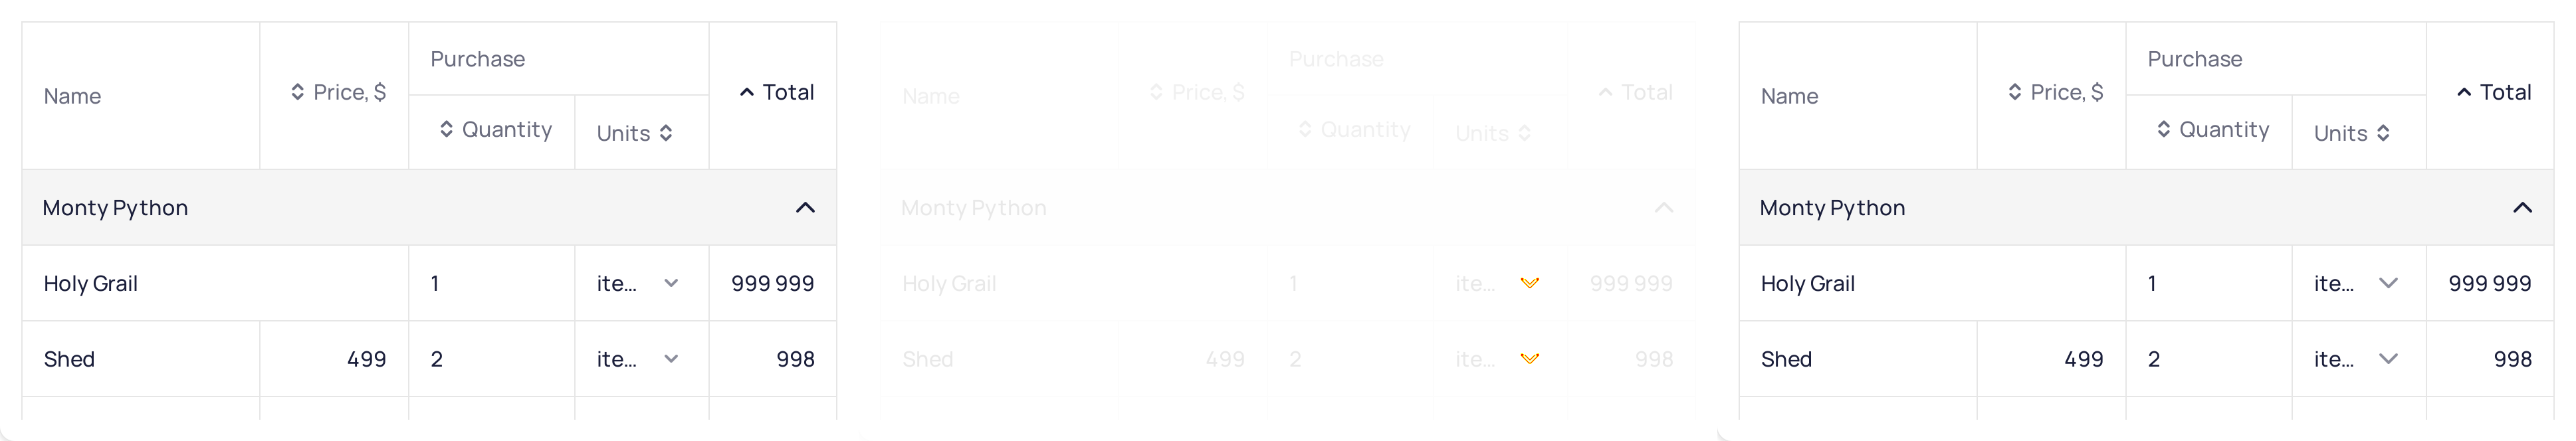 Name
Price, $
Purchase
Quantity
Units
Total
Monty Python
Holy Grail
1
ite...
999 999
Shed
499
2
ite...
998
Name
Price, $
Purchase
Quantity
Units
Total
Monty Python
Holy Grail
1
ite...
999 999
Shed
499
2
ite...
998
Name
Price, $
Purchase
Quantity
Units
Total
Monty Python
Holy Grail
1
ite...
999 999
Shed
499
2
ite...
998